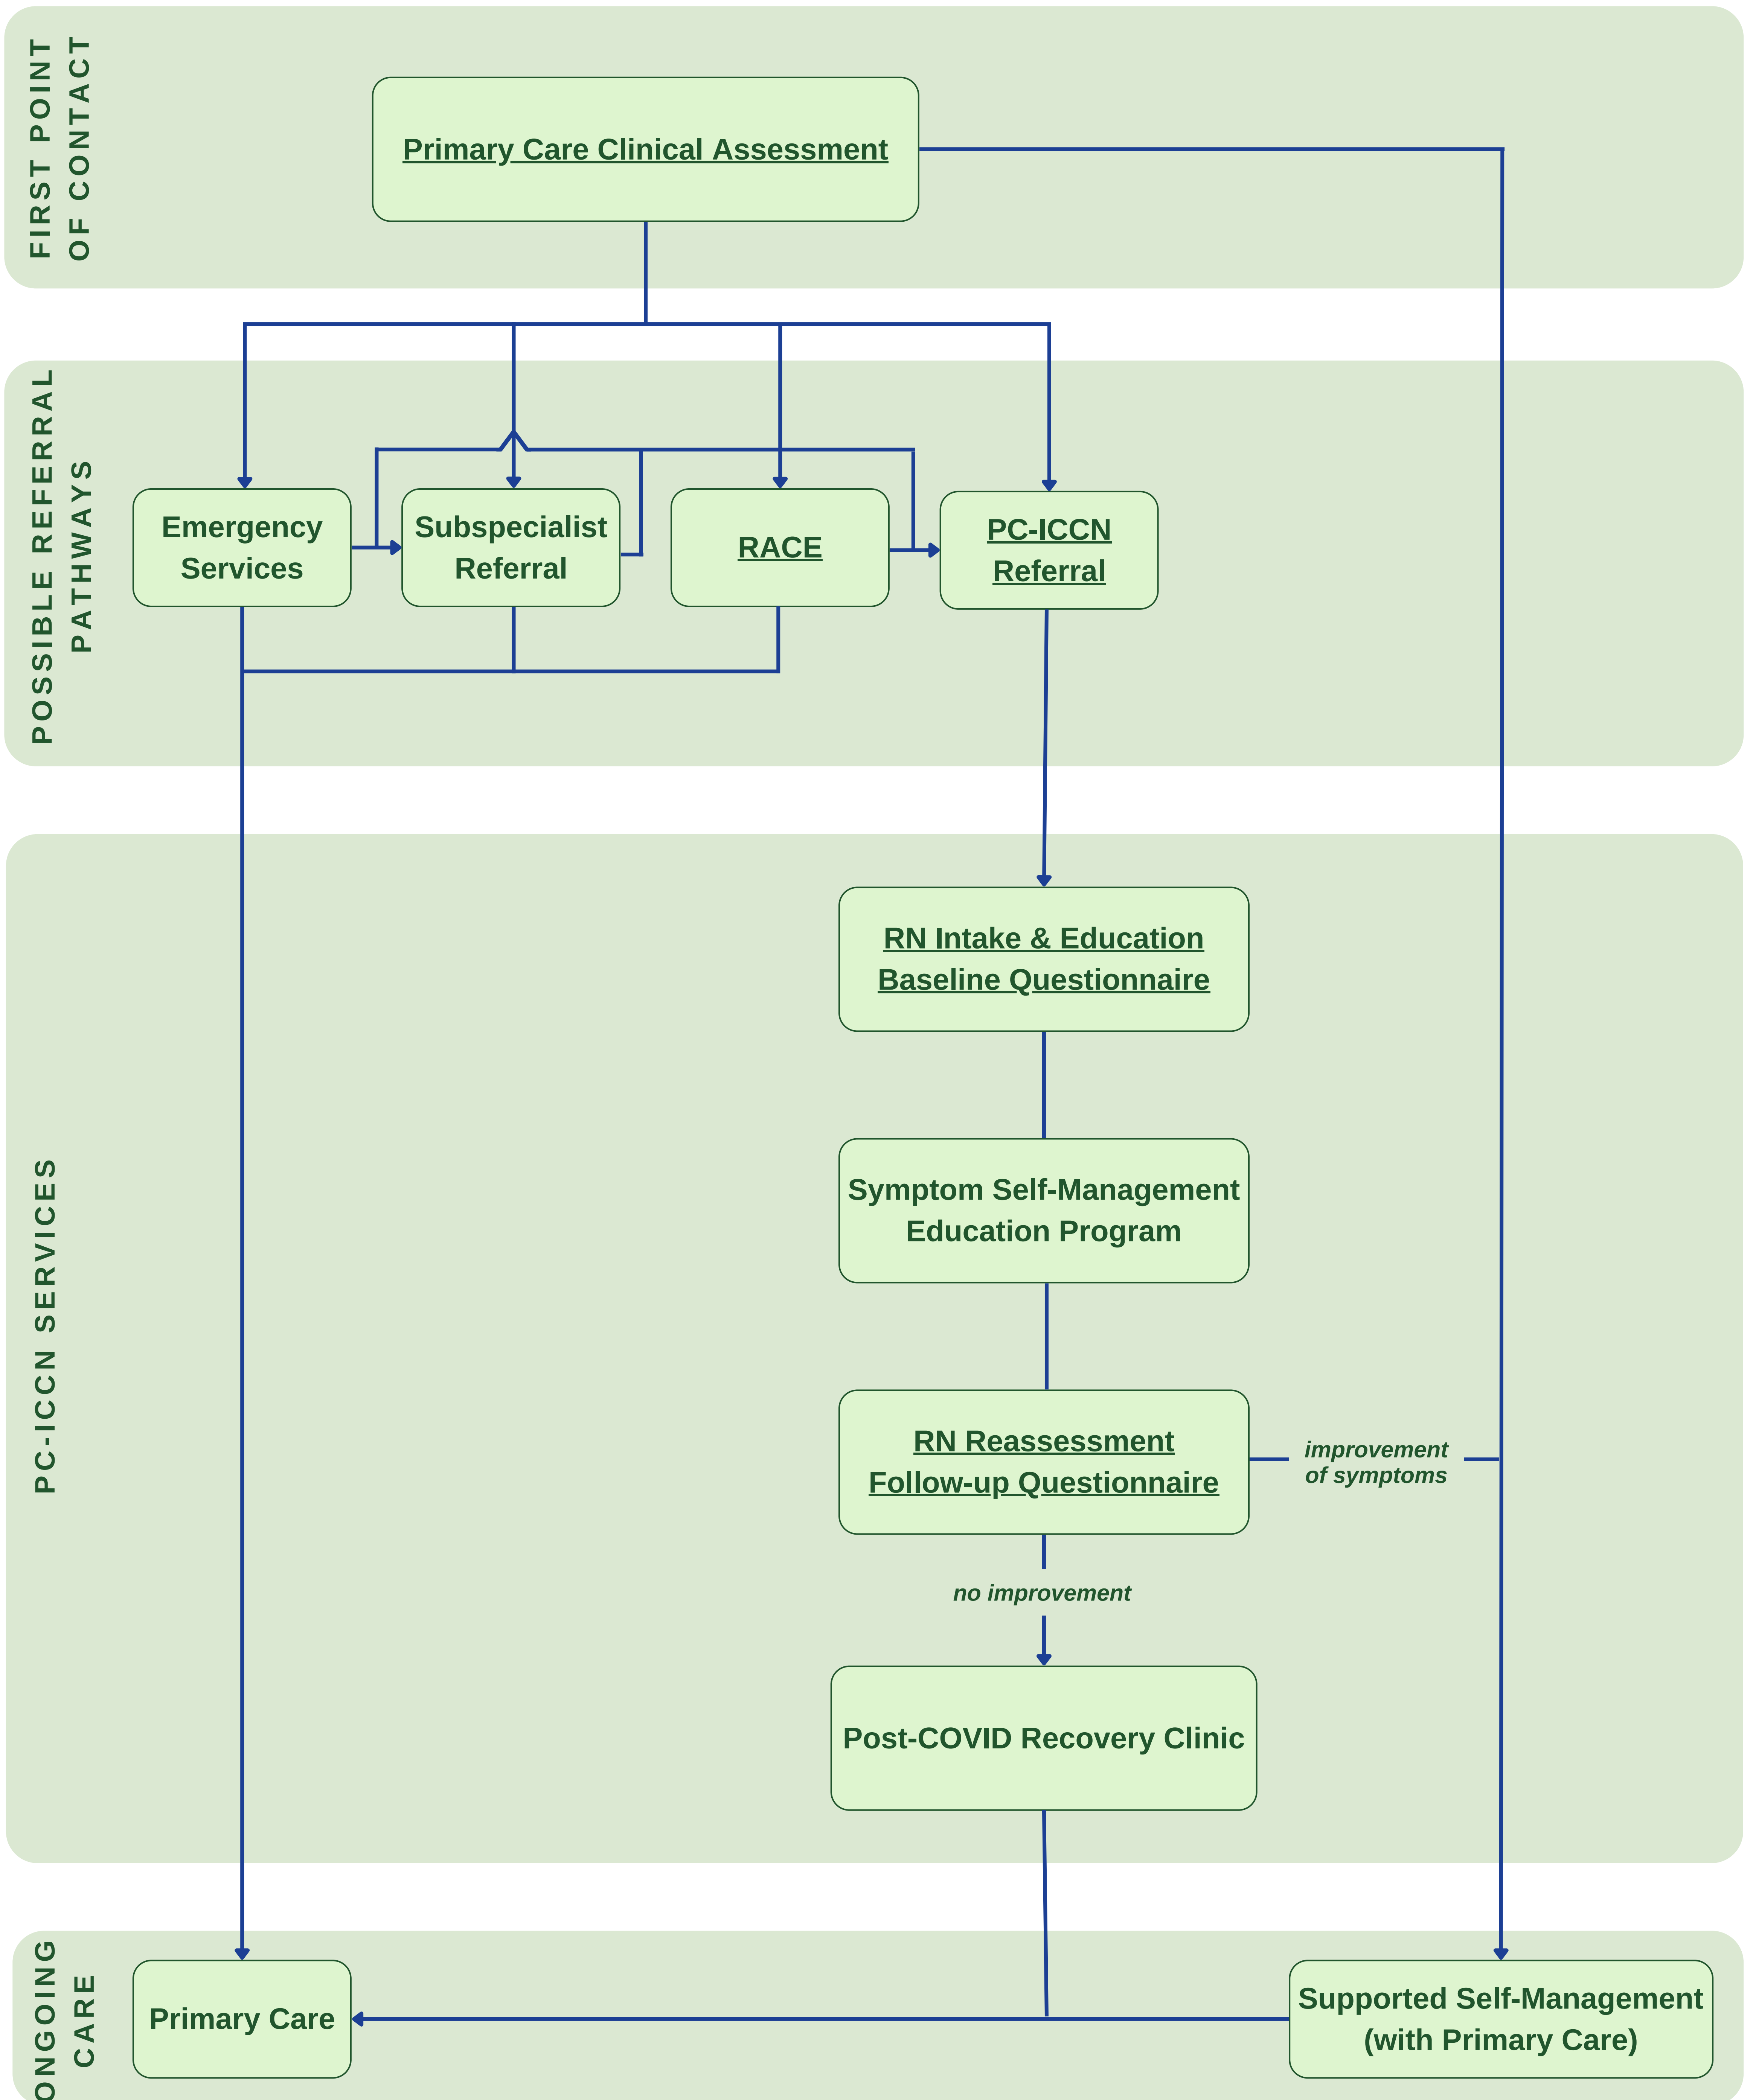 FIRST POINT
OF CONTACT
Primary Care Clinical Assessment
POSSIBLE REFERRAL
PATHWAYS
Emergency
Services
Subspecialist
Referral
RACE
PC-ICCN
Referral
PC-ICCN SERVICES
RN Intake & Education
Baseline Questionnaire
Symptom Self-Management
Education Program
RN Reassessment
Follow-up Questionnaire
improvement
of symptoms
no improvement
Post-COVID Recovery Clinic
ONGOING
CARE
Primary Care
Supported Self-Management
(with Primary Care)